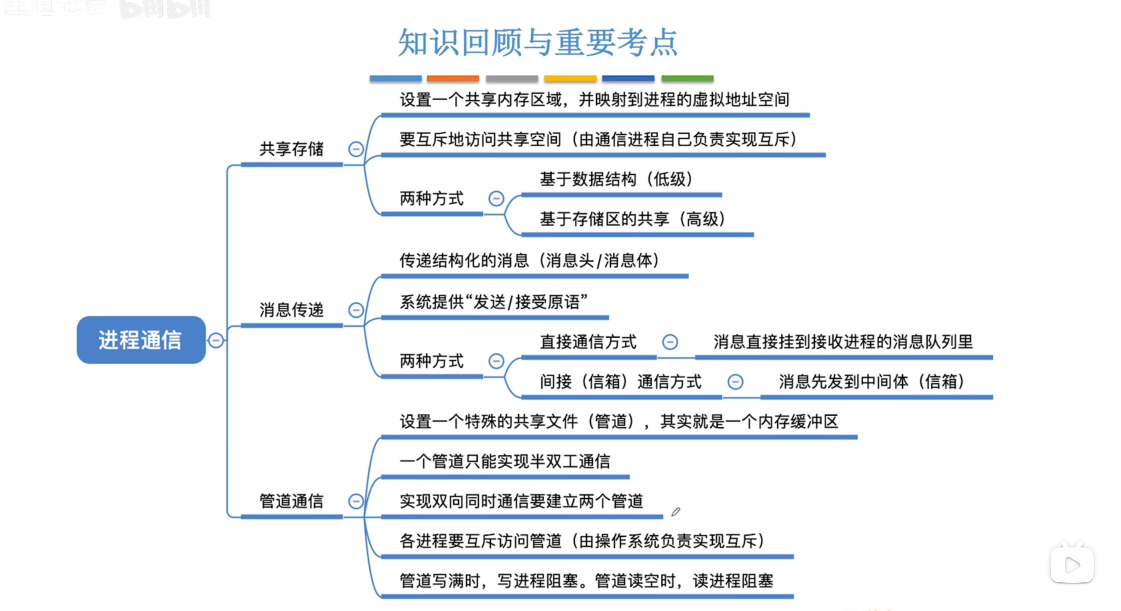 知识回顾与重要考点
设置一个共享内存区域，并映射到进程的虚拟地址空间
共享存储
要互斥地访问共享空间（由通信进程自己负责实现互斥）
两种方式
基于数据结构（低级）
基于存储区的共享（高级）
传递结构化的消息（消息头/消息体）
消息传递
系统提供“发送/接受原语”
两种方式
直接通信方式
消息直接挂到接收进程的消息队列里
间接（信箱）通信方式
消息先发到中间体（信箱）
进程通信
设置一个特殊的共享文件（管道），其实就是一个内存缓冲区
一个管道只能实现半双工通信
管道通信
实现双向同时通信要建立两个管道
各进程要互斥访问管道（由操作系统负责实现互斥）
管道写满时，写进程阻塞。管道读空时，读进程阻塞